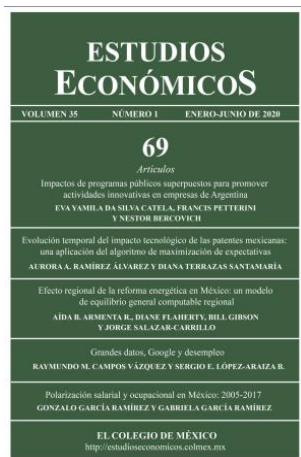 ESTUDIOS
ECONÓMICOS
VOLUMEN 35 NÚMERO 1 ENERO-JUNIO DE 2020
69
Artículos
Impactos de programas públicos superpuestos para promover
actividades innovativas en empresas de Argentina
EVA YAMILA DA SILVA CATELA, FRANCIS PETTERINI
Y NESTOR BERCOVICH
Evolución temporal del impacto tecnológico de las patentes mexicanas:
una aplicación del algoritmo de maximización de expectativas
AURORA A. RAMÍREZ ÁLVAREZ Y DIANA TERRAZAS SANTAMARÍA
Efecto regional de la reforma energética en México: un modelo
de equilibrio general computable regional
AÍDA B. ARMENTA R., DIANE FLAHERTY, BILL GIBSON
Y JORGE SALAZAR-CARRILLO
Grandes datos, Google y desempleo
RAYMUNDO M. CAMPOS VÁZQUEZ Y SERGIO E. LÓPEZ-ARAIZA B.
Polarización salarial y ocupacional en México: 2005-2017
GONZALO GARCÍA RAMÍREZ Y GABRIELA GARCÍA RAMÍREZ
EL COLEGIO DE MÉXICO
http://estudioseconomicos.colmex.mx